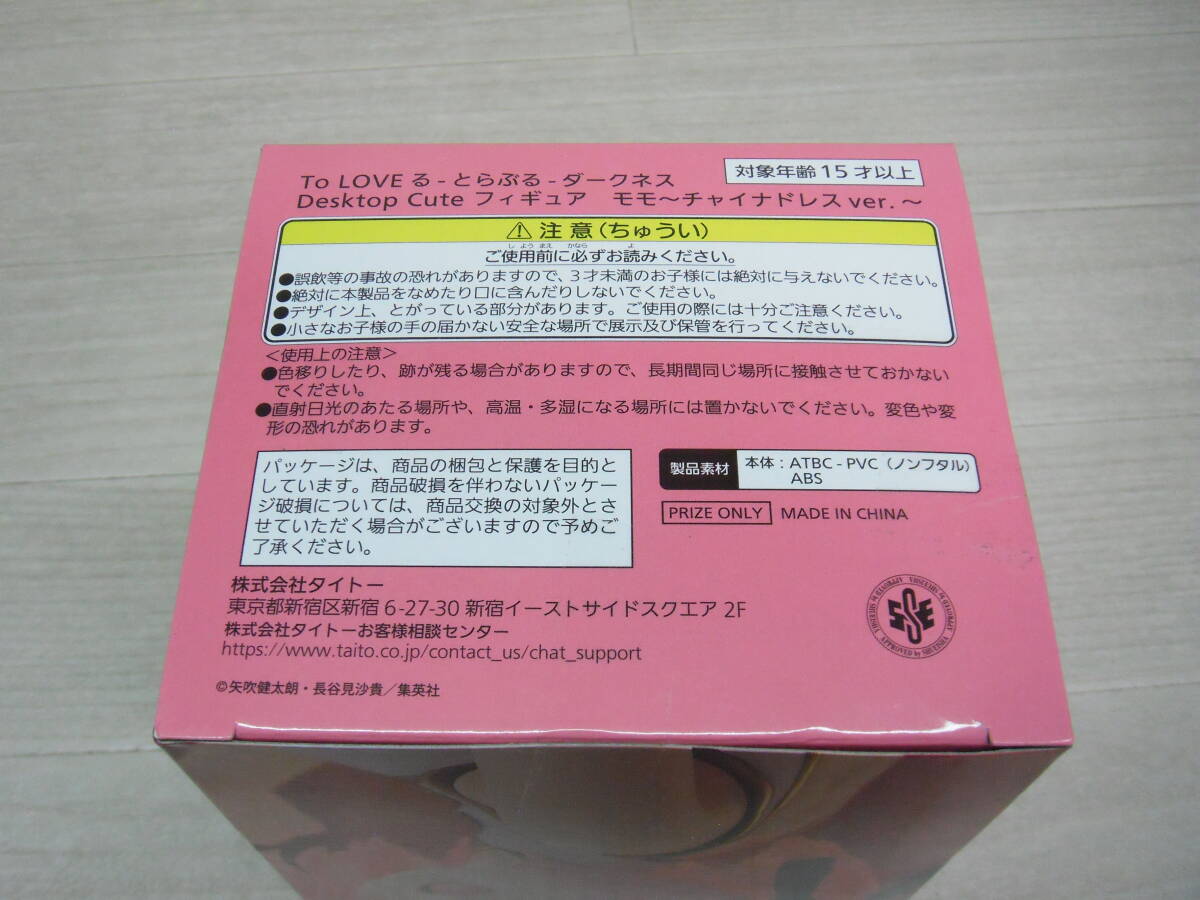 対象年齢 15 才以上
To LOVE る - とらぶる - ダークネス
Desktop Cute フィギュア　モモ～チャイナドレス ver. ～
⚠ 注 意 (ちゅうい)
し よう まえ かなら よ
ご使用前に必ずお読みください。
●誤飲等の事故の恐れがありますので、3才未満のお子様には絶対に与えないでください。
●絶対に本製品をなめたり口に含んだりしないでください。
●デザイン上、とがっている部分があります。ご使用の際には十分ご注意ください。
●小さなお子様の手の届かない安全な場所で展示及び保管を行ってください。
＜使用上の注意＞
●色移りしたり、跡が残る場合がありますので、長期間同じ場所に接触させておかない
でください。
●直射日光のあたる場所や、高温・多湿になる場所には置かないでください。変色や変
形の恐れがあります。
パッケージは、商品の梱包と保護を目的と
しています。商品破損を伴わないパッケー
ジ破損については、商品交換の対象外とさ
せていただく場合がございますので予めご
了承ください。
製品素材
本体：ATBC - PVC（ノンフタル）
ABS
PRIZE ONLY MADE IN CHINA
株式会社タイトー
東京都新宿区新宿 6-27-30 新宿イーストサイドスクエア 2F
株式会社タイトーお客様相談センター
https://www.taito.co.jp/contact_us/chat_support
©矢吹健太朗・長谷見沙貴／集英社
APPROVED by SHUEISHA